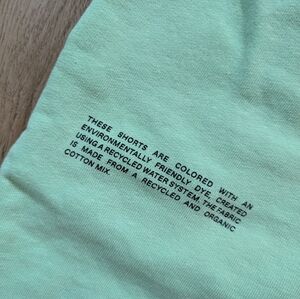 THESE SHORTS ARE COLORED WITH AN
ENVIRONMENTALLY FRIENDLY DYE, CREATED
USING A RECYCLED WATER SYSTEM. THE FABRIC
IS MADE FROM A RECYCLED AND ORGANIC
COTTON MIX.